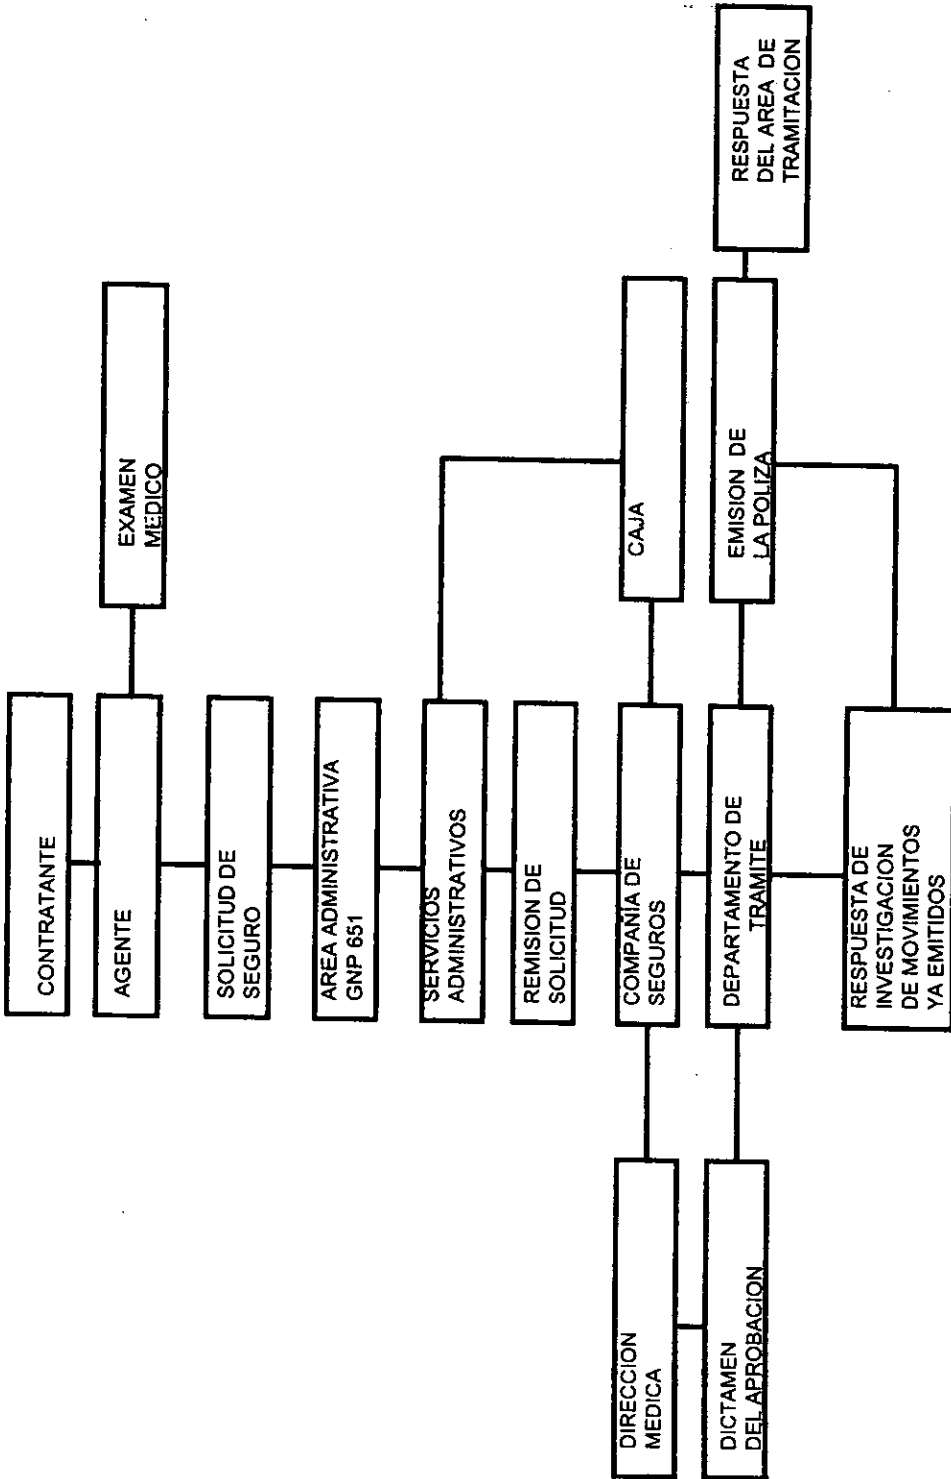 CONTRATANTE
AGENTE
EXAMEN
MEDICO
SOLICITUD DE
SEGURO
AREA ADMINISTRATIVA
GNP 651
SERVICIOS
ADMINISTRATIVOS
REMISION DE
SOLICITUD
DIRECCION
MEDICA
COMPAÑIA DE
SEGUROS
CAJA
DICTAMEN
DEL APROBACION
DEPARTAMENTO DE
TRAMITE
EMISION DE
LA POLIZA
RESPUESTA
DEL AREA DE
TRAMITACION
RESPUESTA DE
INVESTIGACION
DE MOVIMIENTOS
YA EMITIDOS